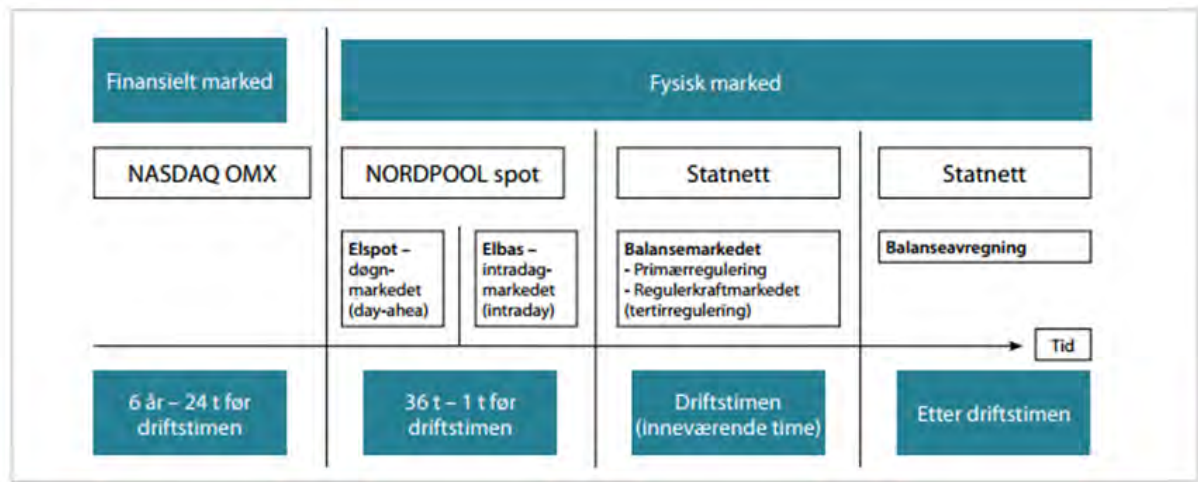 Finansielt marked
Fysisk marked
NASDAQ OMX
NORDPOOL spot
Statnett
Statnett
Elspot –
døgn-
markedet
(day-ahea)
Elbas –
intradag-
markedet
(intraday)
Balansemarkedet
- Primærregulering
- Regulerkraftmarkedet
(tertirregulering)
Balanseavregning
Tid
6 år – 24 t før
driftstimen
36 t – 1 t før
driftstimen
Driftstimen
(inneværende time)
Etter driftstimen